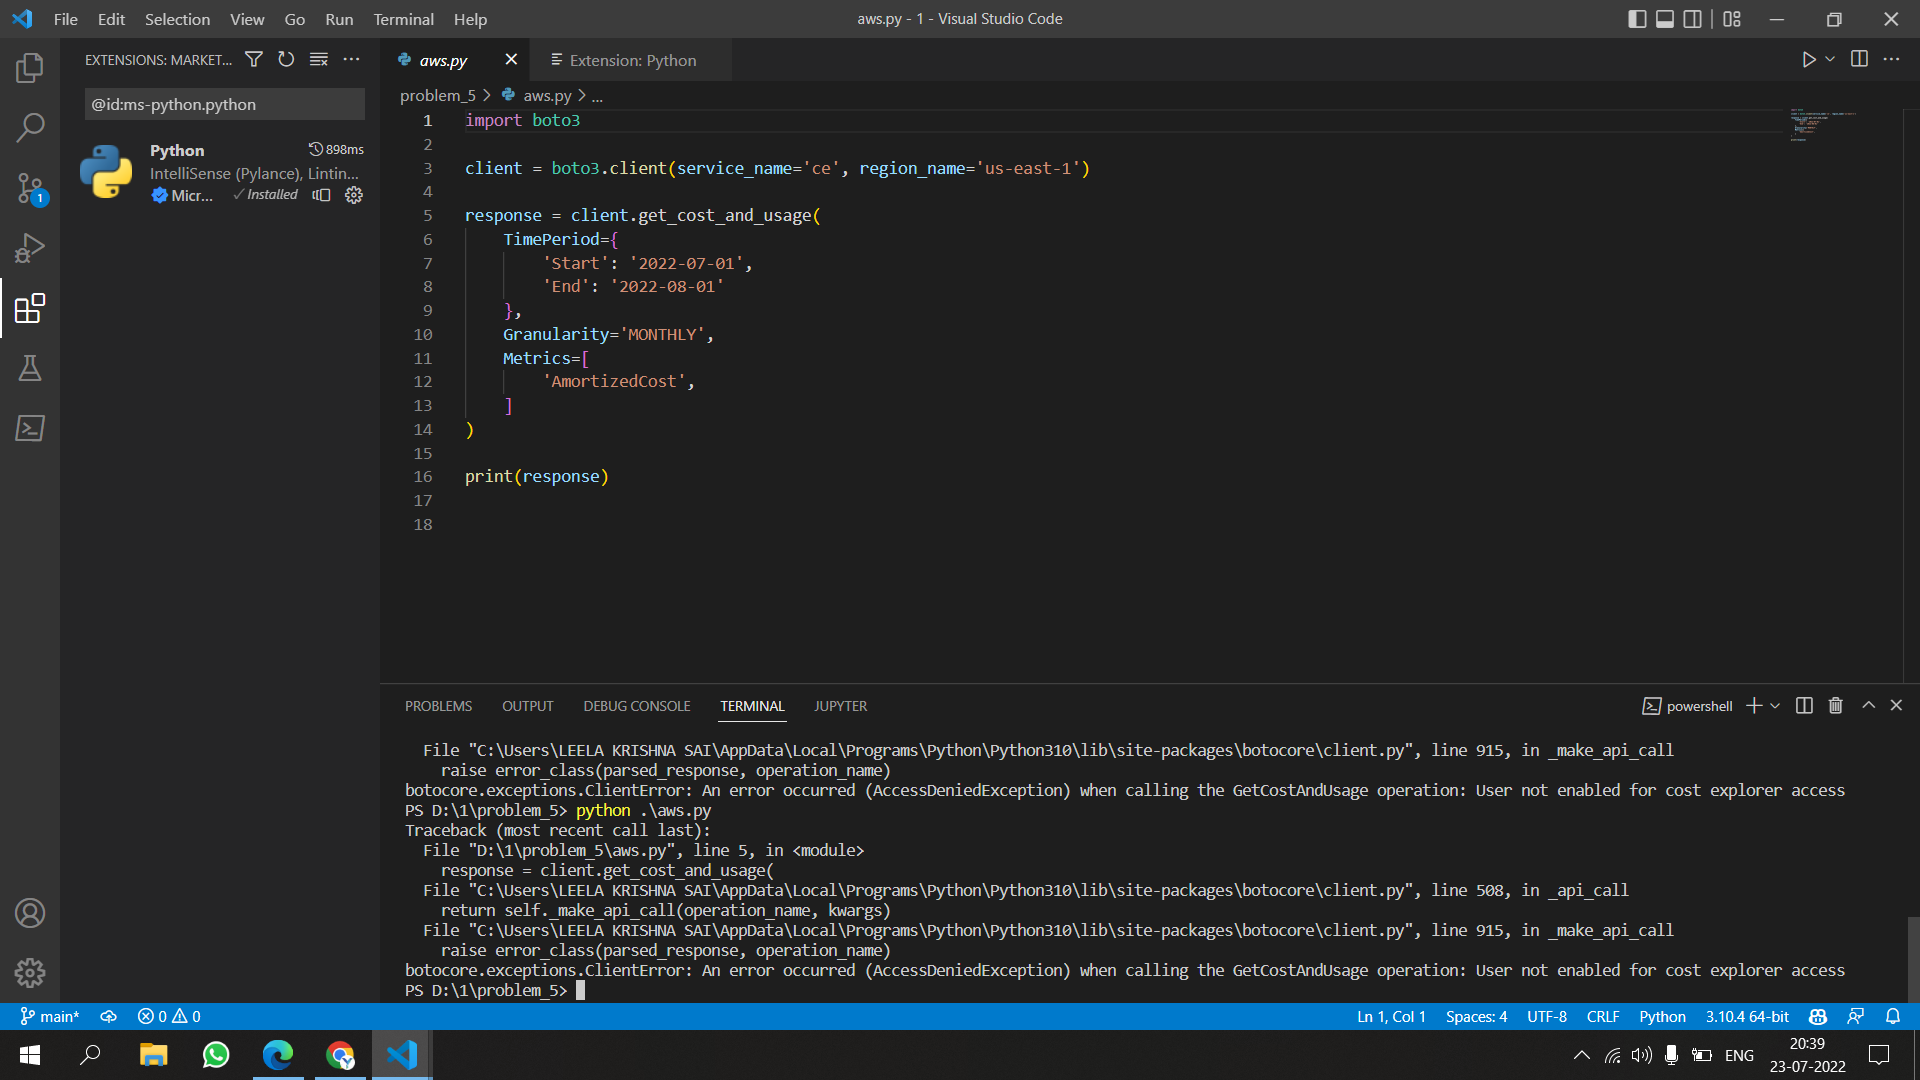 File Edit Selection View Go Run Terminal Help
aws.py - 1 - Visual Studio Code
EXTENSIONS: MARKET...
@id:ms-python.python
Python 898ms
IntelliSense (Pylance), Lintin...
Micr... Installed
1
aws.py
Extension: Python
problem_5 > aws.py > ...
1 import boto3
2
3 client = boto3.client(service_name='ce', region_name='us-east-1')
4
5 response = client.get_cost_and_usage(
6 TimePeriod={
7 'Start': '2022-07-01',
8 'End': '2022-08-01'
9 },
10 Granularity='MONTHLY',
11 Metrics=[
12 'AmortizedCost',
13 ]
14 )
15
16 print(response)
17
18
PROBLEMS OUTPUT DEBUG CONSOLE TERMINAL JUPYTER
powershell
File "C:\Users\LEELA KRISHNA SAI\AppData\Local\Programs\Python\Python310\lib\site-packages\botocore\client.py", line 915, in _make_api_call
raise error_class(parsed_response, operation_name)
botocore.exceptions.ClientError: An error occurred (AccessDeniedException) when calling the GetCostAndUsage operation: User not enabled for cost explorer access
PS D:\1\problem_5> python .\aws.py
Traceback (most recent call last):
File "D:\1\problem_5\aws.py", line 5, in <module>
response = client.get_cost_and_usage(
File "C:\Users\LEELA KRISHNA SAI\AppData\Local\Programs\Python\Python310\lib\site-packages\botocore\client.py", line 508, in _api_call
return self._make_api_call(operation_name, kwargs)
File "C:\Users\LEELA KRISHNA SAI\AppData\Local\Programs\Python\Python310\lib\site-packages\botocore\client.py", line 915, in _make_api_call
raise error_class(parsed_response, operation_name)
botocore.exceptions.ClientError: An error occurred (AccessDeniedException) when calling the GetCostAndUsage operation: User not enabled for cost explorer access
PS D:\1\problem_5>
main* 0 0
Ln 1, Col 1 Spaces: 4 UTF-8 CRLF Python 3.10.4 64-bit
ENG
20:39
23-07-2022